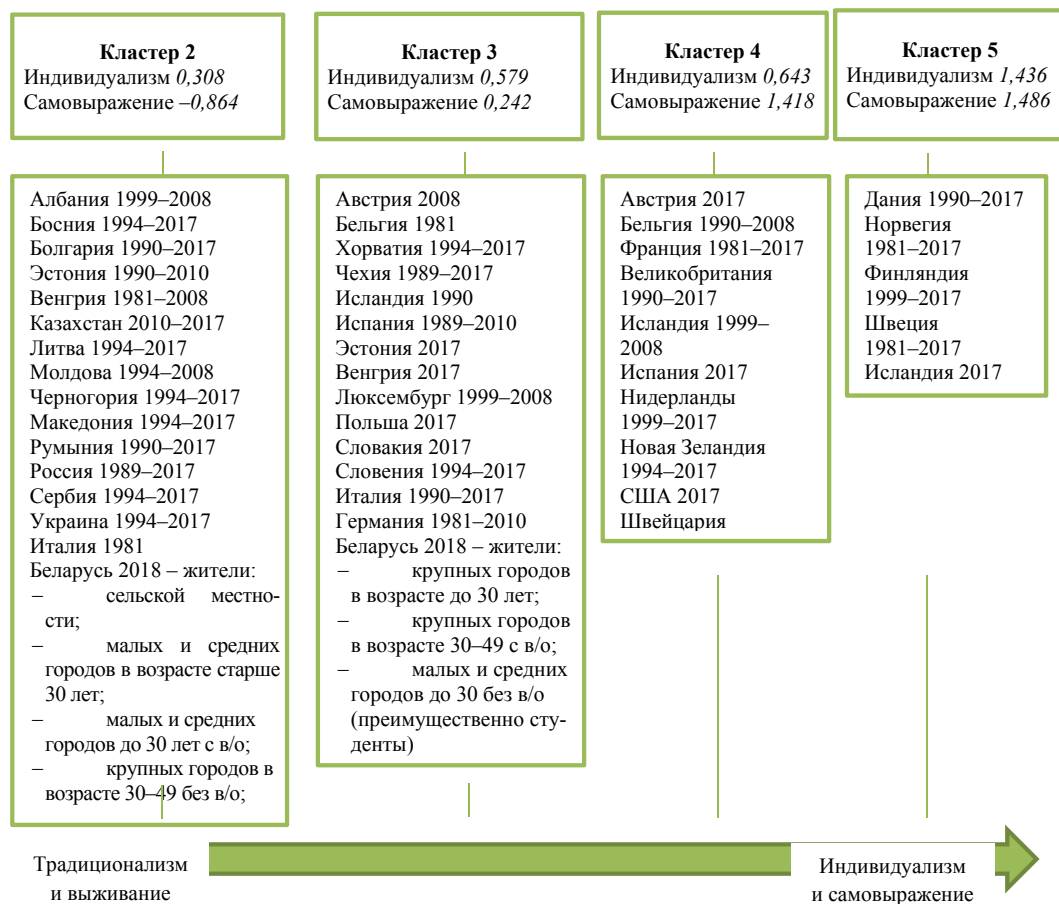 Кластер 2
Индивидуализм 0,308
Самовыражение –0,864
Кластер 3
Индивидуализм 0,579
Самовыражение 0,242
Кластер 4
Индивидуализм 0,643
Самовыражение 1,418
Кластер 5
Индивидуализм 1,436
Самовыражение 1,486
Албания 1999–2008
Босния 1994–2017
Болгария 1990–2017
Эстония 1990–2010
Венгрия 1981–2008
Казахстан 2010–2017
Литва 1994–2017
Молдова 1994–2008
Черногория 1994–2017
Македония 1994–2017
Румыния 1990–2017
Россия 1989–2017
Сербия 1994–2017
Украина 1994–2017
Италия 1981
Беларусь 2018 – жители:
– сельской местно-
сти;
– малых и средних
городов в возрасте старше
30 лет;
– малых и средних
городов до 30 лет с в/о;
– крупных городов в
возрасте 30–49 без в/о;
Австрия 2008
Бельгия 1981
Хорватия 1994–2017
Чехия 1989–2017
Исландия 1990
Испания 1989–2010
Эстония 2017
Венгрия 2017
Люксембург 1999–2008
Польша 2017
Словакия 2017
Словения 1994–2017
Италия 1990–2017
Германия 1981–2010
Беларусь 2018 – жители:
– крупных городов
в возрасте до 30 лет;
– крупных городов
в возрасте 30–49 с в/о;
– малых и средних
городов до 30 без в/о
(преимущественно сту-
денты)
Австрия 2017
Бельгия 1990–2008
Франция 1981–2017
Великобритания
1990–2017
Исландия 1999–
2008
Испания 2017
Нидерланды
1999–2017
Новая Зеландия
1994–2017
США 2017
Швейцария
Дания 1990–2017
Норвегия
1981–2017
Финляндия
1999–2017
Швеция
1981–2017
Исландия 2017
Традиционализм
и выживание
Индивидуализм
и самовыражение